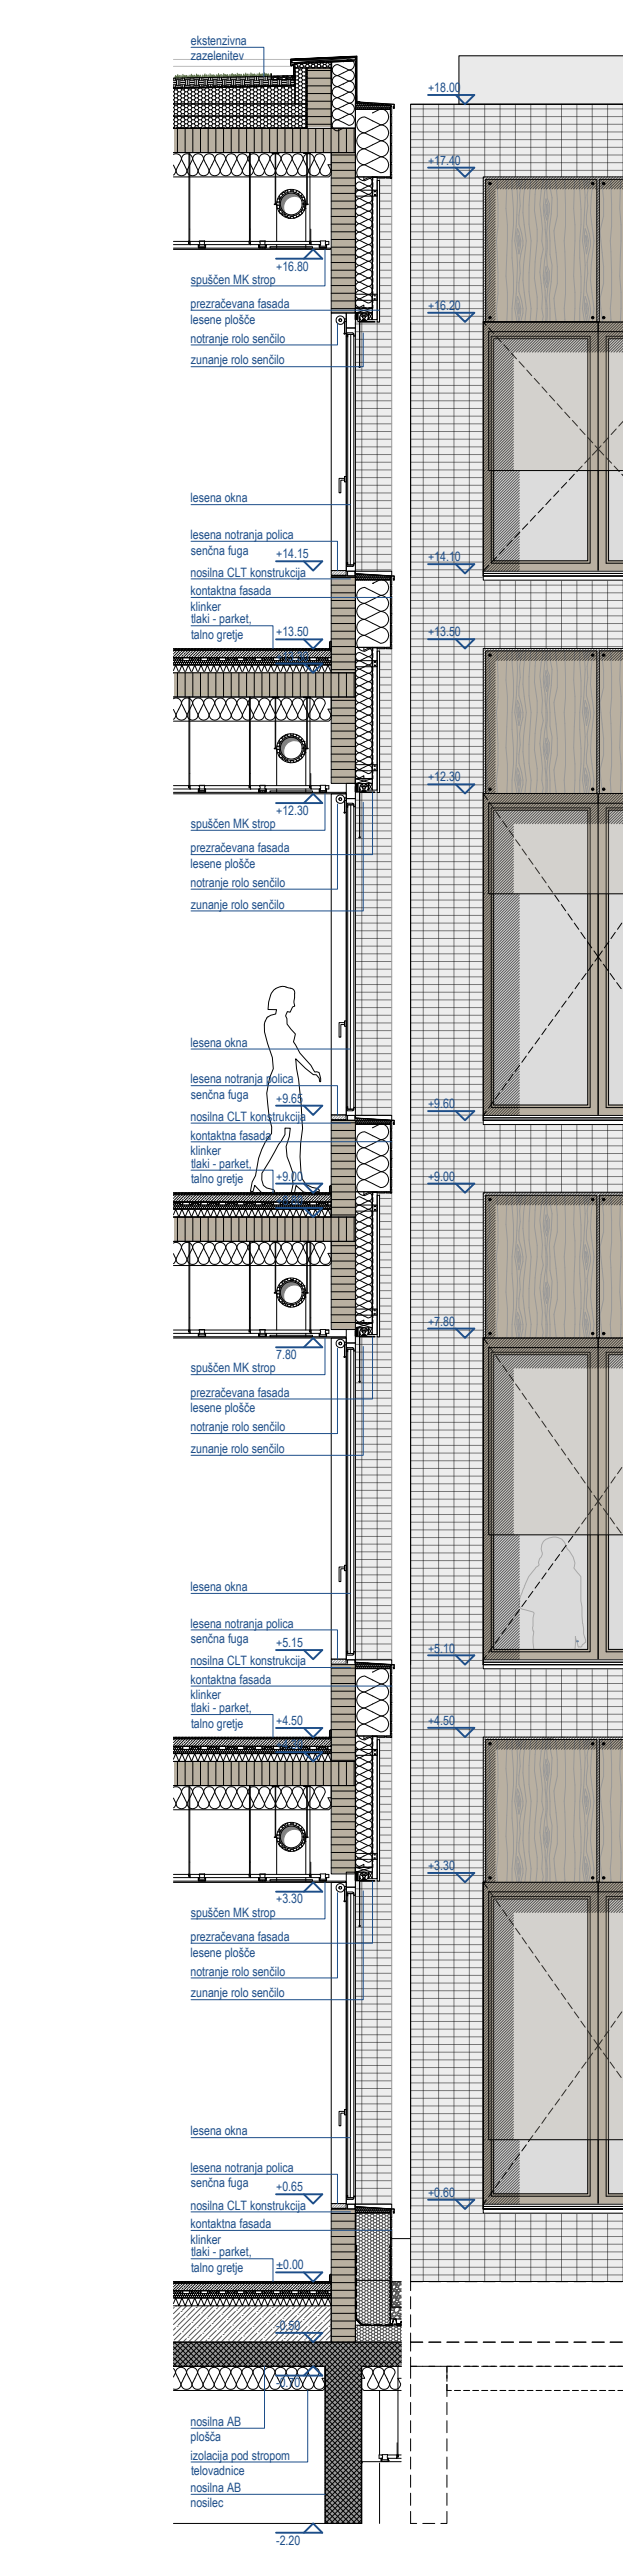 ekstenzivna
zazelenitev
+18.00
+17.40
+16.80
spuščen MK strop
prezračevana fasada
+16.20
lesene plošče
notranje rolo senčilo
zunanje rolo senčilo
lesena okna
lesena notranja polica
senčna fuga
+14.15
+14.10
nosilna CLT konstrukcija
kontaktna fasada
klinker
tlaki - parket,
talno gretje
+13.50
+13.50
+12.30
+12.30
spuščen MK strop
prezračevana fasada
lesene plošče
notranje rolo senčilo
zunanje rolo senčilo
lesena okna
lesena notranja polica
senčna fuga
+9.65
+9.60
nosilna CLT konstrukcija
kontaktna fasada
klinker
tlaki - parket,
talno gretje
+9.00
+9.00
+7.80
7.80
spuščen MK strop
prezračevana fasada
lesene plošče
notranje rolo senčilo
zunanje rolo senčilo
lesena okna
lesena notranja polica
senčna fuga
+5.15
+5.10
nosilna CLT konstrukcija
kontaktna fasada
klinker
tlaki - parket,
talno gretje
+4.50
+4.50
+3.30
+3.30
spuščen MK strop
prezračevana fasada
lesene plošče
notranje rolo senčilo
zunanje rolo senčilo
lesena okna
lesena notranja polica
senčna fuga
+0.65
+0.60
nosilna CLT konstrukcija
kontaktna fasada
klinker
tlaki - parket,
talno gretje
±0.00
-0.50
-0.70
nosilna AB
plošča
izolacija pod stropom
telovadnice
nosilna AB
nosilec
-2.20